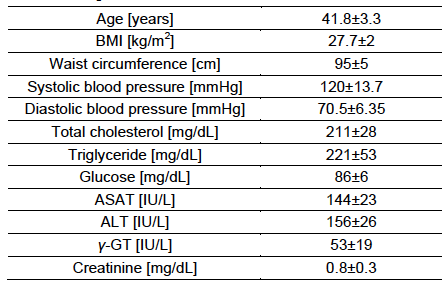 Age [years] 41.8±3.3
BMI [kg/m²] 27.7±2
Waist circumference [cm] 95±5
Systolic blood pressure [mmHg] 120±13.7
Diastolic blood pressure [mmHg] 70.5±6.35
Total cholesterol [mg/dL] 211±28
Triglyceride [mg/dL] 221±53
Glucose [mg/dL] 86±6
ASAT [IU/L] 144±23
ALT [IU/L] 156±26
γ-GT [IU/L] 53±19
Creatinine [mg/dL] 0.8±0.3